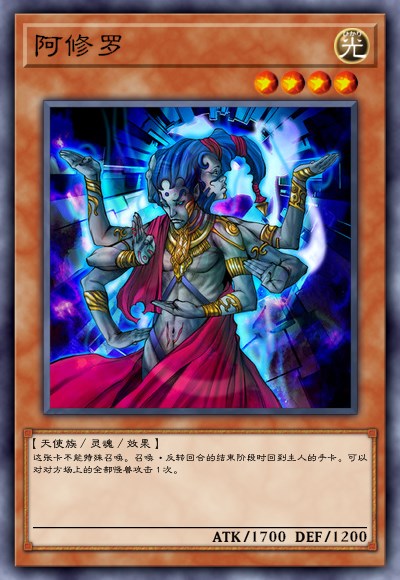 阿修罗
光
【天使族／灵魂／效果】
这张卡不能特殊召唤。召唤·反转回合的结束阶段时回到主人的手卡。可以
对对方场上的全部怪兽攻击1次。
ATK/1700 DEF/1200